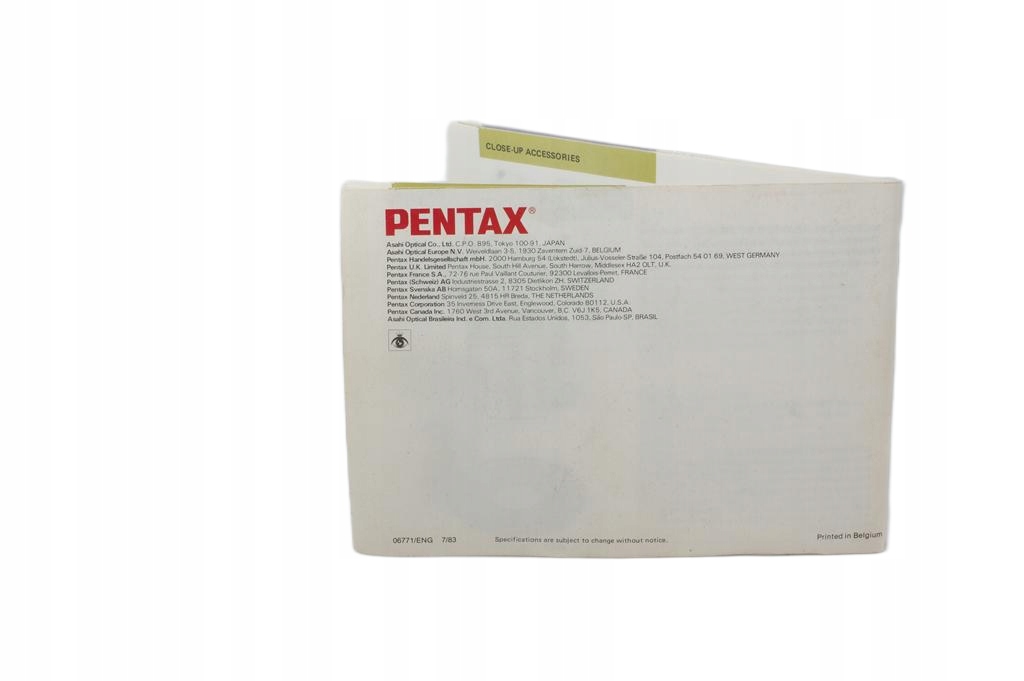 CLOSE-UP ACCESSORIES
PENTAX®
Asahi Optical Co., Ltd. C.P.O. 895, Tokyo 100-91, JAPAN
Asahi Optical Europe N.V. Weiveldlaan 3-5, 1930 Zaventem Zuid-7, BELGIUM
Pentax Handelsgesellschaft mbH. 2000 Hamburg 54 (Lokstedt), Julius-Vosseler-Straße 104, Postfach 54 01 69, WEST GERMANY
Pentax U.K. Limited Pentax House, South Hill Avenue, South Harrow, Middlesex HA2 OLT, U.K.
Pentax France S.A., 72-76 rue Paul Vaillant Couturier, 92300 Levallois-Perret, FRANCE
Pentax (Schweiz) AG Industriestrasse 2, 8305 Dietlikon ZH, SWITZERLAND
Pentax Svenska AB Hornsgatan 50A, 11721 Stockholm, SWEDEN
Pentax Nederland Spinveld 25, 4815 HR Breda, THE NETHERLANDS
Pentax Corporation 35 Inverness Drive East, Englewood, Colorado 80112, U.S.A.
Pentax Canada Inc. 1760 West 3rd Avenue, Vancouver, B.C. V6J 1K5, CANADA
Asahi Optical Brasileira Ind. e Com. Ltda. Rua Estados Unidos, 1053, São Paulo-SP, BRASIL
06771/ENG 7/83 Specifications are subject to change without notice. Printed in Belgium